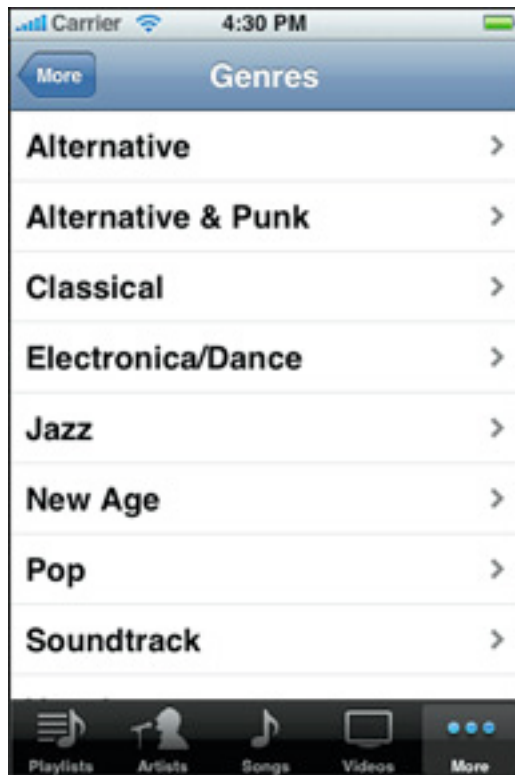 Carrier 4:30 PM
More Genres
Alternative
Alternative & Punk
Classical
Electronica/Dance
Jazz
New Age
Pop
Soundtrack
Playlists Artists Songs Videos More